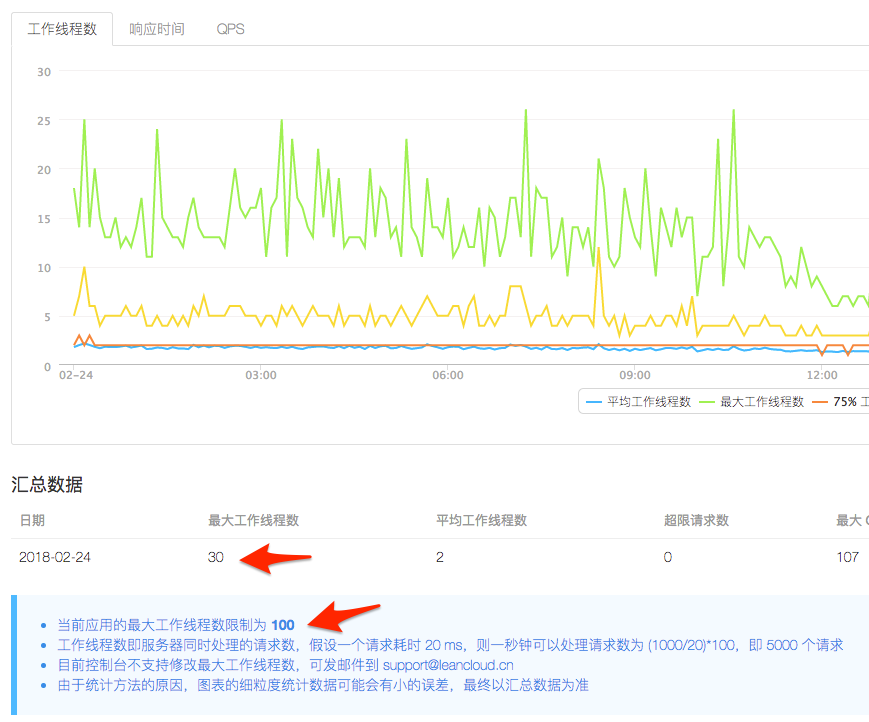 工作线程数 响应时间 QPS
30
25
20
15
10
5
0
02-24 03:00 06:00 09:00 12:00
平均工作线程数 最大工作线程数 75% 工
汇总数据
日期 最大工作线程数 平均工作线程数 超限请求数 最大
2018-02-24 30 2 0 107
当前应用的最大工作线程数限制为 100
工作线程数即服务器同时处理的请求数，假设一个请求耗时 20 ms，则一秒钟可以处理请求数为 (1000/20)*100，即 5000 个请求
目前控制台不支持修改最大工作线程数，可发邮件到 support@leancloud.cn
由于统计方法的原因，图表的细粒度统计数据可能会有小的误差，最终以汇总数据为准